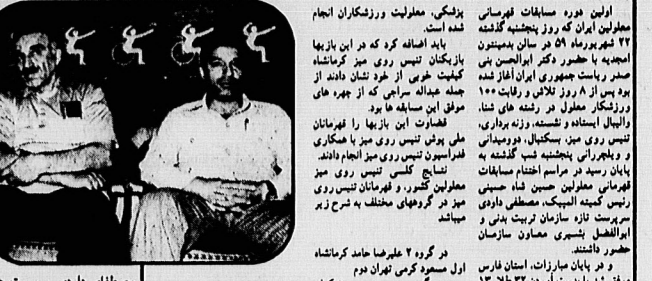 اولین دوره مسابقات قهرمانی
معلولین ایران که روز پنجشنبه گذشته
۲۲ شهریورماه ۵۹ در سالن بدمینتون
امجدیه با حضور دکتر ابوالحسن بنی
صدر ریاست جمهوری ایران آغاز شده
بود پس از ۸ روز تلاش و رقابت ۱۰۰
ورزشکار معلول در رشته های شنا،
والیبال ایستاده و نشسته، وزنه برداری،
تنیس روی میز، بسکتبال، دوومیدانی
و ویلچررانی پنجشنبه شب گذشته به
پایان رسید در مراسم اختتام مسابقات
قهرمانی معلولین حسین شاه حسینی
رئیس کمیته المپیک، مصطفی داودی
سرپرست تازه سازمان تربیت بدنی و
ابوالفضل بشیری معاون سازمان
حضور داشتند.
و در پایان مبارزات، استان فارس
پزشکی، معلولیت ورزشکاران انجام
شده است.
باید اضافه کرد که در این بازیها
بازیکنان تنیس روی میز کرمانشاه
کیفیت خوبی از خود نشان دادند از
جمله عبداله سراجی که از چهره های
موفق این مسابقه ها بود.
قضاوت این بازیها را قهرمانان
ملی پوش تنیس روی میز با همکاری
فدراسیون تنیس روی میز انجام دادند.
نتایج کلسی تنیس روی میز
معلولین کشور، و قهرمانان تنیس روی
میز در گروههای مختلف به شرح زیر
میباشد
در گروه ۲ علیرضا حامد کرمانشاه
اول مسعود کرمی تهران دوم